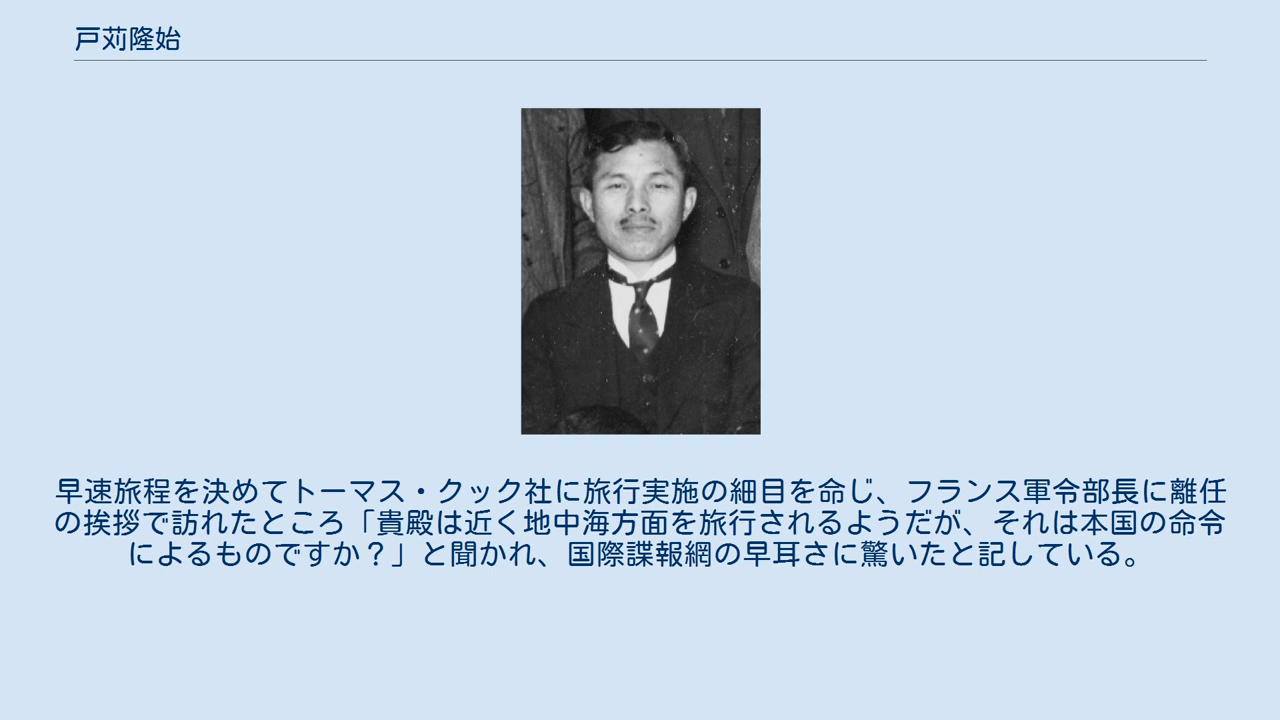 戸苅隆始
早速旅程を決めてトーマス・クック社に旅行実施の細目を命じ、フランス軍令部長に離任
の挨拶で訪れたところ「貴殿は近く地中海方面を旅行されるようだが、それは本国の命令
によるものですか？」と聞かれ、国際諜報網の早耳さに驚いたと記している。